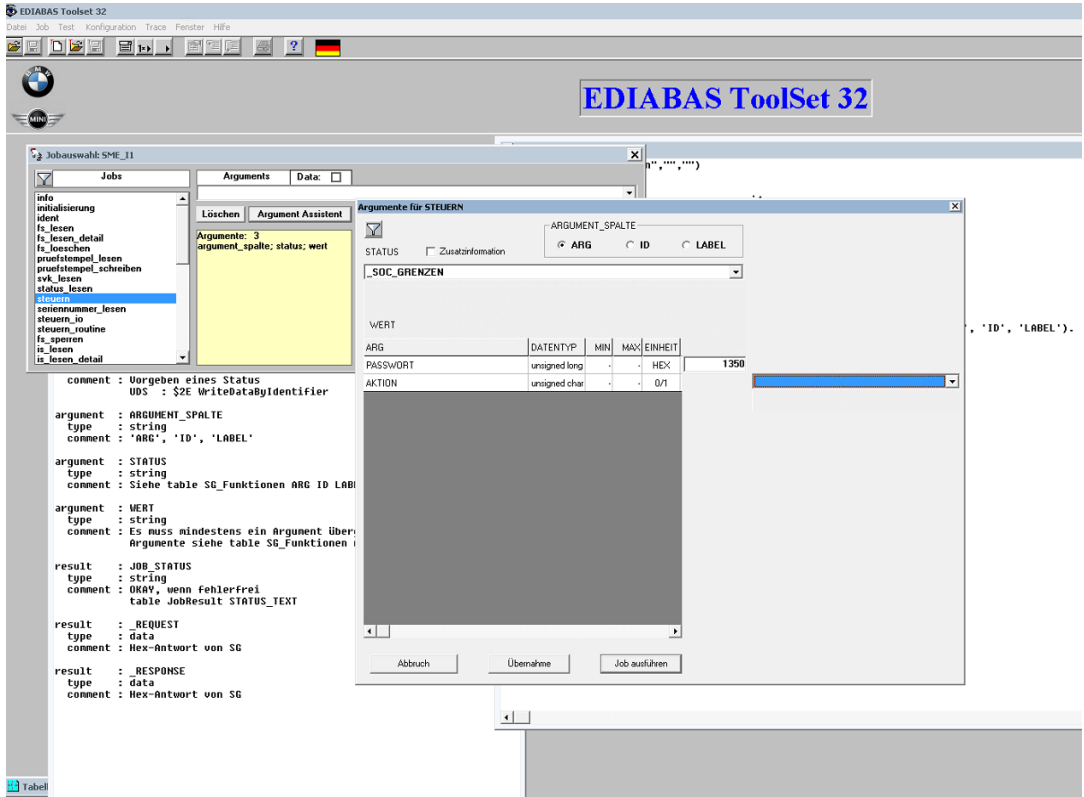 EDIABAS Toolset 32
Datei Job Test Konfiguration Trace Fenster Hilfe
BMW
MINI
EDIABAS ToolSet 32
Jobauswahl: SME_I1
n","","")
Jobs
Arguments
Data:
info
initialisierung
ident
fs_lesen
fs_lesen_detail
fs_loeschen
pruefstempel_lesen
pruefstempel_schreiben
svk_lesen
status_lesen
steuern
seriennummer_lesen
steuern_io
steuern_routine
fs_sperren
is_lesen
is_lesen_detail
Löschen
Argument Assistent
Argumente: 3
argument_spalte; status; wert
Argumente für STEUERN
ARGUMENT_SPALTE
ARG
ID
LABEL
STATUS
Zusatzinformation
_SOC_GRENZEN
WERT
ARG DATENTYP MIN MAX EINHEIT
PASSWORT unsigned long - - HEX 1350
AKTION unsigned char - - 0/1
Abbruch
Übernahme
Job ausführen
, 'ID', 'LABEL').
comment : Vorgeben eines Status
UDS : $2E WriteDataByIdentifier
argument : ARGUMENT_SPALTE
type : string
comment : 'ARG', 'ID', 'LABEL'
argument : STATUS
type : string
comment : Siehe table SG_Funktionen ARG ID LAB
argument : WERT
type : string
comment : Es muss mindestens ein Argument über
Argumente siehe table SG_Funktionen
result : JOB_STATUS
type : string
comment : OKAY, wenn fehlerfrei
table JobResult STATUS_TEXT
result : _REQUEST
type : data
comment : Hex-Antwort von SG
result : _RESPONSE
type : data
comment : Hex-Antwort von SG
Tabell